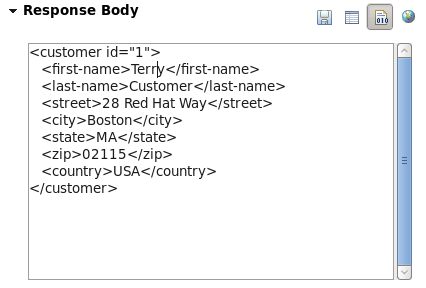 Response Body
010
<customer id="1">
<first-name>Terry</first-name>
<last-name>Customer</last-name>
<street>28 Red Hat Way</street>
<city>Boston</city>
<state>MA</state>
<zip>02115</zip>
<country>USA</country>
</customer>